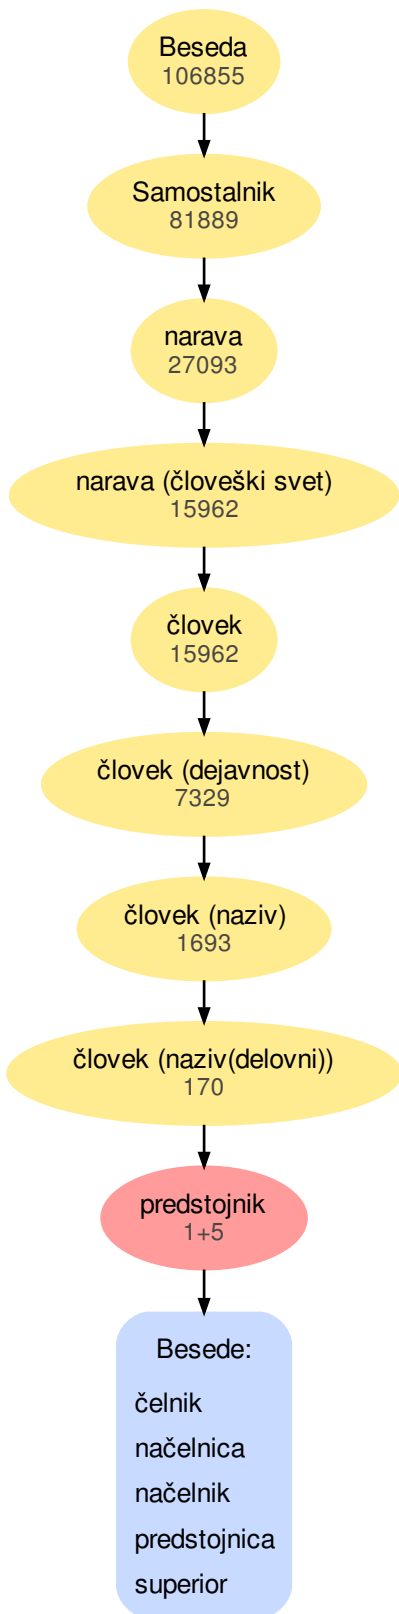 Beseda
106855
Samostalnik
81889
narava
27093
narava (človeški svet)
15962
človek
15962
človek (dejavnost)
7329
človek (naziv)
1693
človek (naziv(delovni))
170
predstojnik
1+5
Besede:
čelnik
načelnica
načelnik
predstojnica
superior